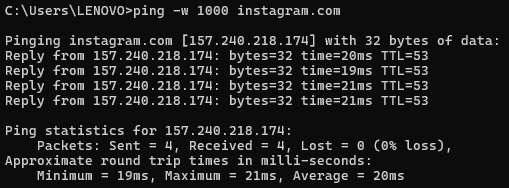 C:\Users\LENOVO>ping -w 1000 instagram.com
Pinging instagram.com [157.240.218.174] with 32 bytes of data:
Reply from 157.240.218.174: bytes=32 time=20ms TTL=53
Reply from 157.240.218.174: bytes=32 time=19ms TTL=53
Reply from 157.240.218.174: bytes=32 time=21ms TTL=53
Reply from 157.240.218.174: bytes=32 time=21ms TTL=53
Ping statistics for 157.240.218.174:
    Packets: Sent = 4, Received = 4, Lost = 0 (0% loss),
Approximate round trip times in milli-seconds:
    Minimum = 19ms, Maximum = 21ms, Average = 20ms